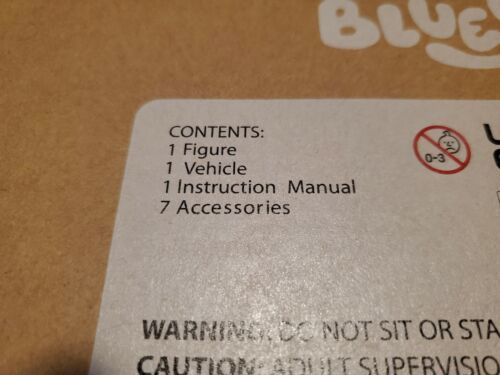 BLUEY
CONTENTS:
1 Figure
1 Vehicle
1 Instruction Manual
7 Accessories
0-3
WARNING: DO NOT SIT OR STA
CAUTION: ADULT SUPERVISIO